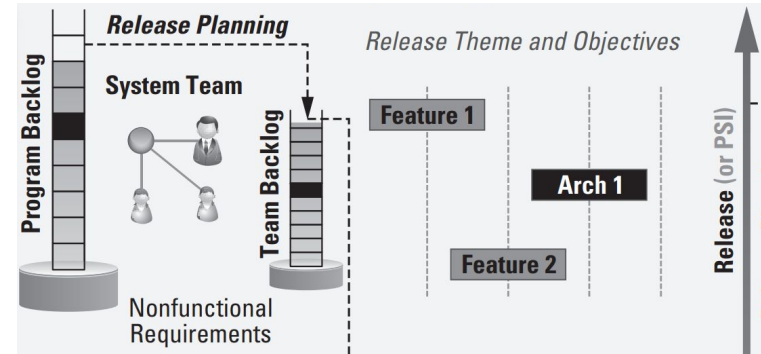 Release Planning
Release Theme and Objectives
System Team
Program Backlog
Team Backlog
Feature 1
Arch 1
Feature 2
Release (or PSI)
Nonfunctional
Requirements